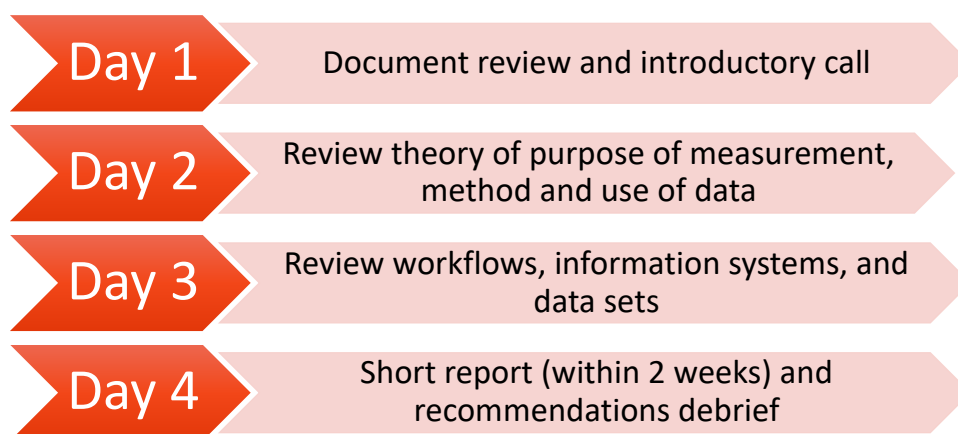 Day 1
Document review and introductory call
Day 2
Review theory of purpose of measurement,
method and use of data
Day 3
Review workflows, information systems, and
data sets
Day 4
Short report (within 2 weeks) and
recommendations debrief